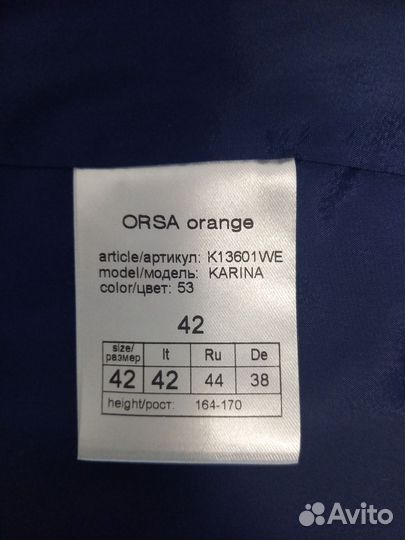 ORSA orange
article/артикул: K13601WE
model/модель: KARINA
color/цвет: 53
42
size/размер It Ru De
42 42 44 38
height/рост: 164-170
Avito